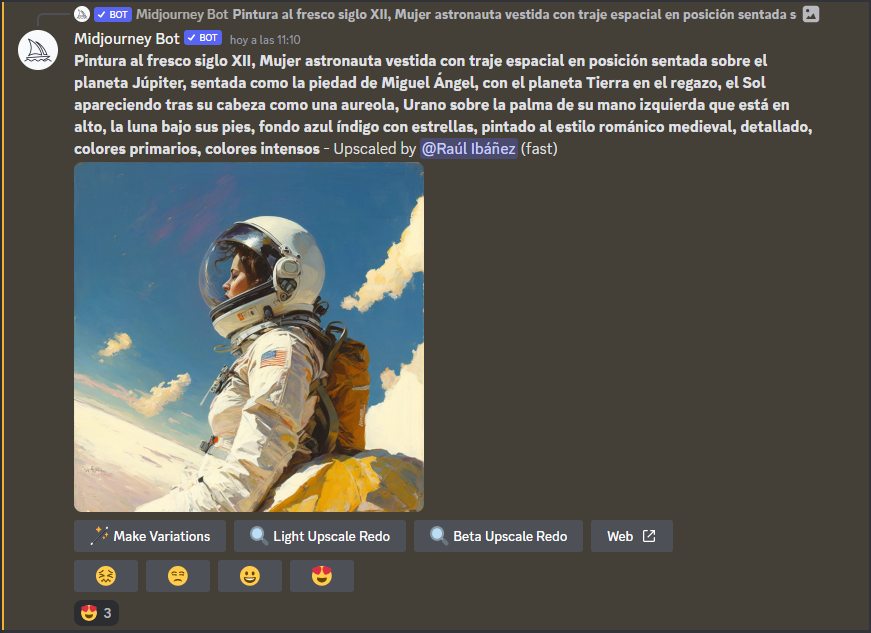 BOT Midjourney Bot Pintura al fresco siglo XII, Mujer astronauta vestida con traje espacial en posición sentada s
Midjourney Bot BOT hoy a las 11:10
Pintura al fresco siglo XII, Mujer astronauta vestida con traje espacial en posición sentada sobre el
planeta Júpiter, sentada como la piedad de Miguel Ángel, con el planeta Tierra en el regazo, el Sol
apareciendo tras su cabeza como una aureola, Urano sobre la palma de su mano izquierda que está en
alto, la luna bajo sus pies, fondo azul índigo con estrellas, pintado al estilo románico medieval, detallado,
colores primarios, colores intensos - Upscaled by @Raúl Ibáñez (fast)
Make Variations Light Upscale Redo Beta Upscale Redo Web
3